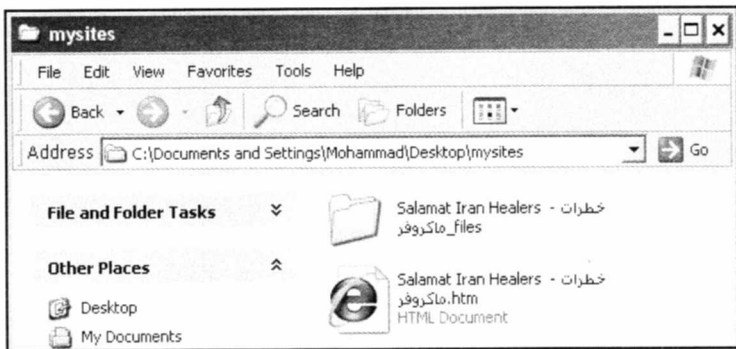 mysites
File Edit View Favorites Tools Help
Back Search Folders
Address C:\Documents and Settings\Mohammad\Desktop\mysites Go
File and Folder Tasks
Other Places
Desktop
My Documents
Salamat Iran Healers - خطرات
ماكروفر_files
Salamat Iran Healers - خطرات
ماكروفر.htm
HTML Document